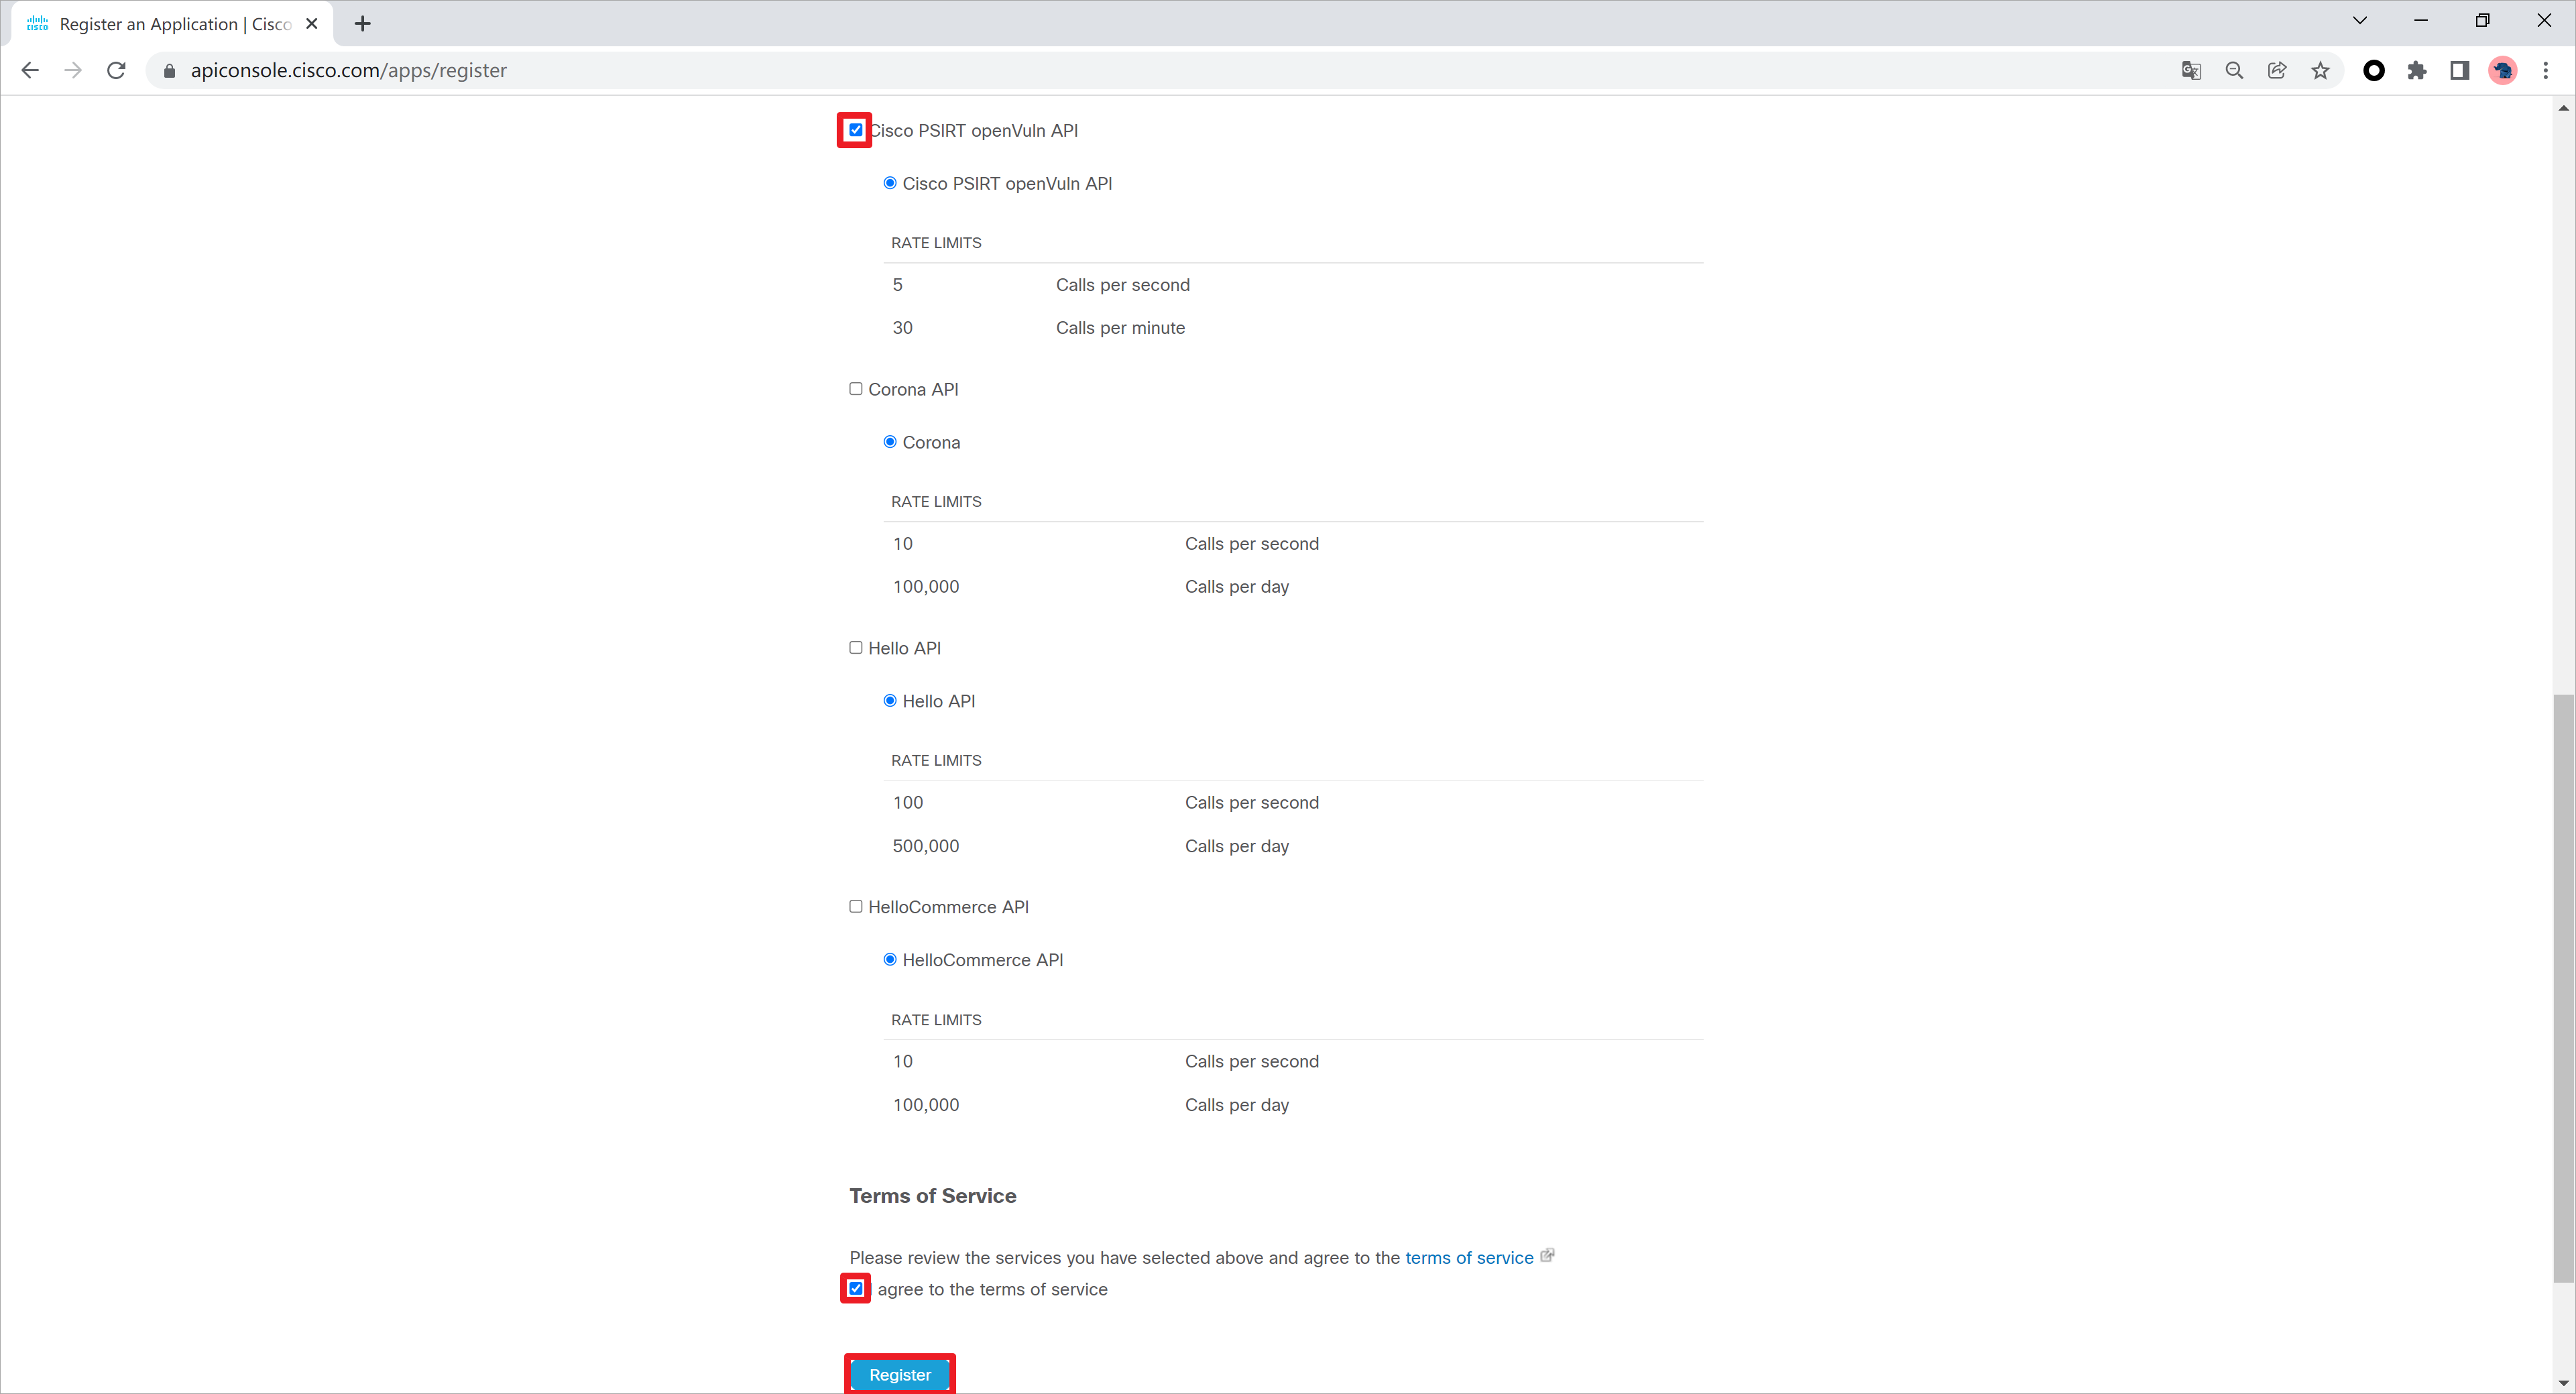 Register an Application | Cisco
apiconsole.cisco.com/apps/register
Cisco PSIRT openVuln API
Cisco PSIRT openVuln API
RATE LIMITS
5 Calls per second
30 Calls per minute
Corona API
Corona
RATE LIMITS
10 Calls per second
100,000 Calls per day
Hello API
Hello API
RATE LIMITS
100 Calls per second
500,000 Calls per day
HelloCommerce API
HelloCommerce API
RATE LIMITS
10 Calls per second
100,000 Calls per day
Terms of Service
Please review the services you have selected above and agree to the terms of service
agree to the terms of service
Register